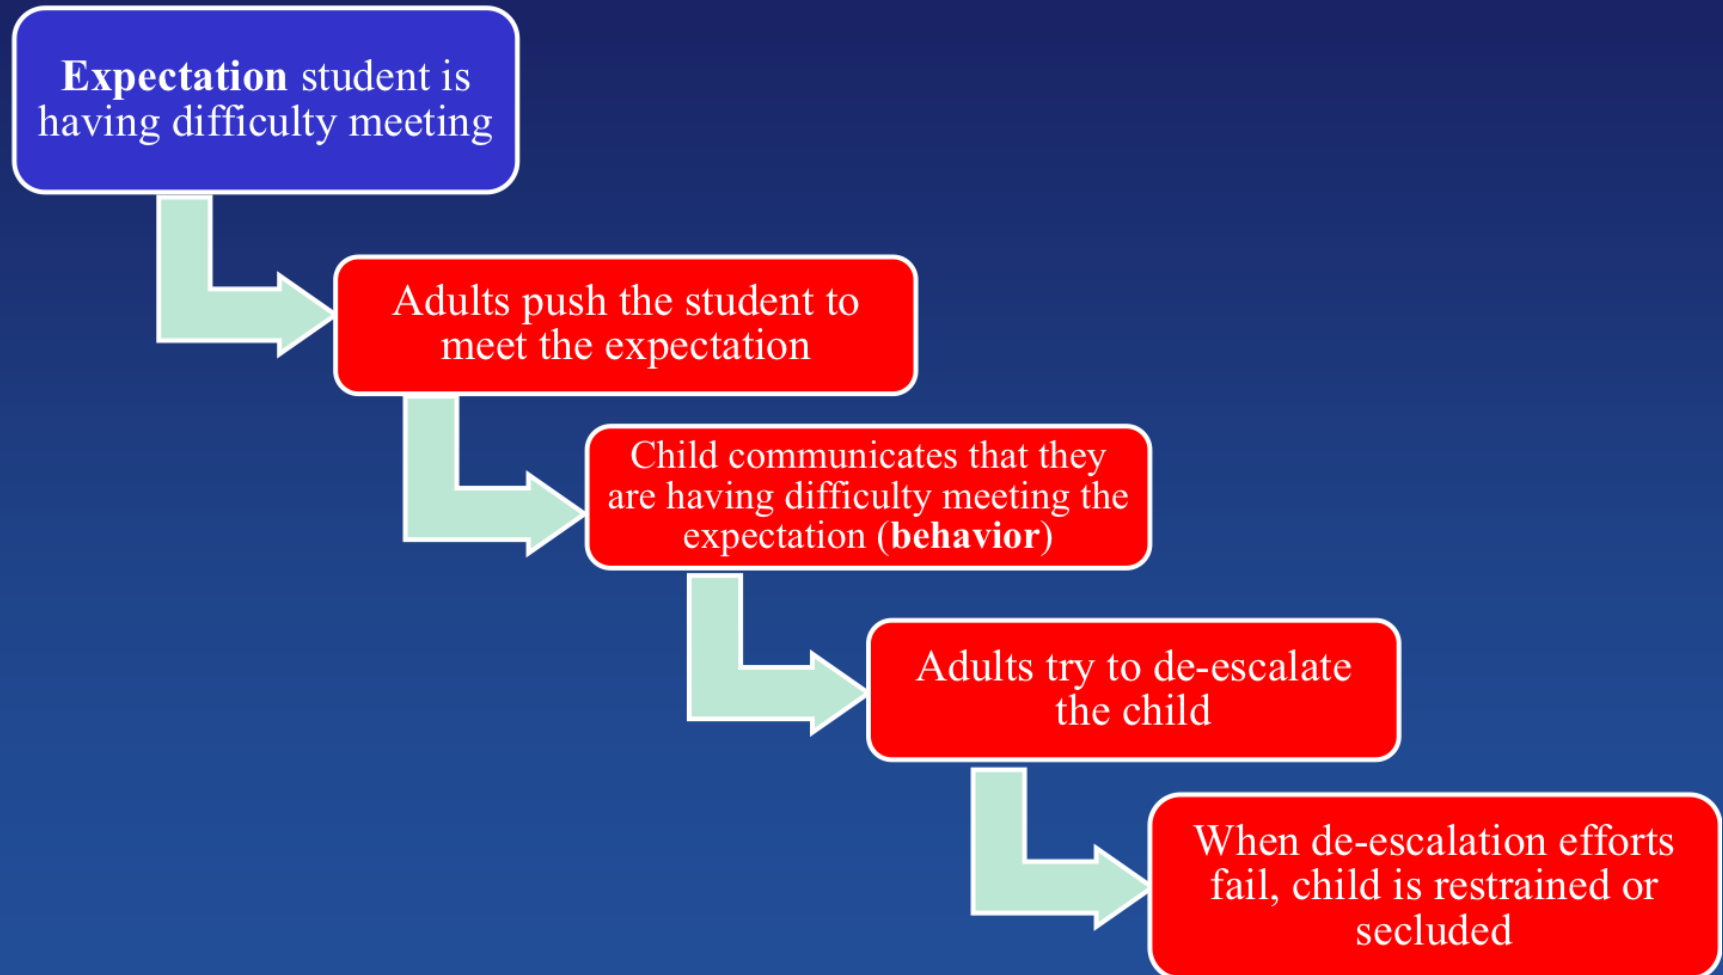 Expectation student is
having difficulty meeting
Adults push the student to
meet the expectation
Child communicates that they
are having difficulty meeting the
expectation (behavior)
Adults try to de-escalate
the child
When de-escalation efforts
fail, child is restrained or
secluded